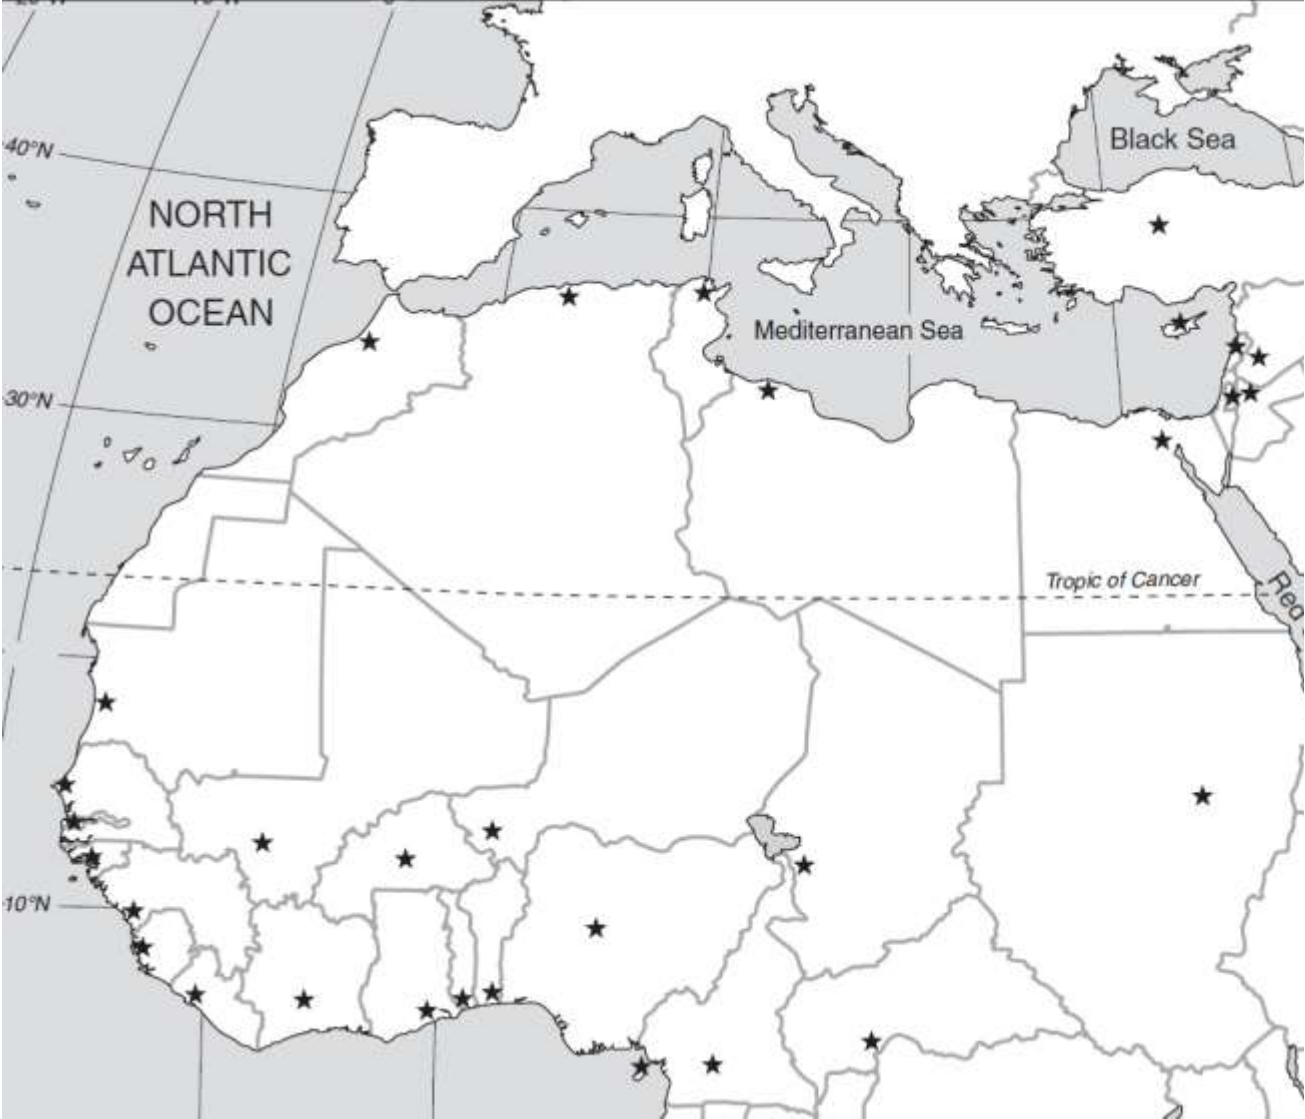 40°N
Black Sea
NORTH
ATLANTIC
OCEAN
Mediterranean Sea
30°N
Tropic of Cancer
Red
10°N